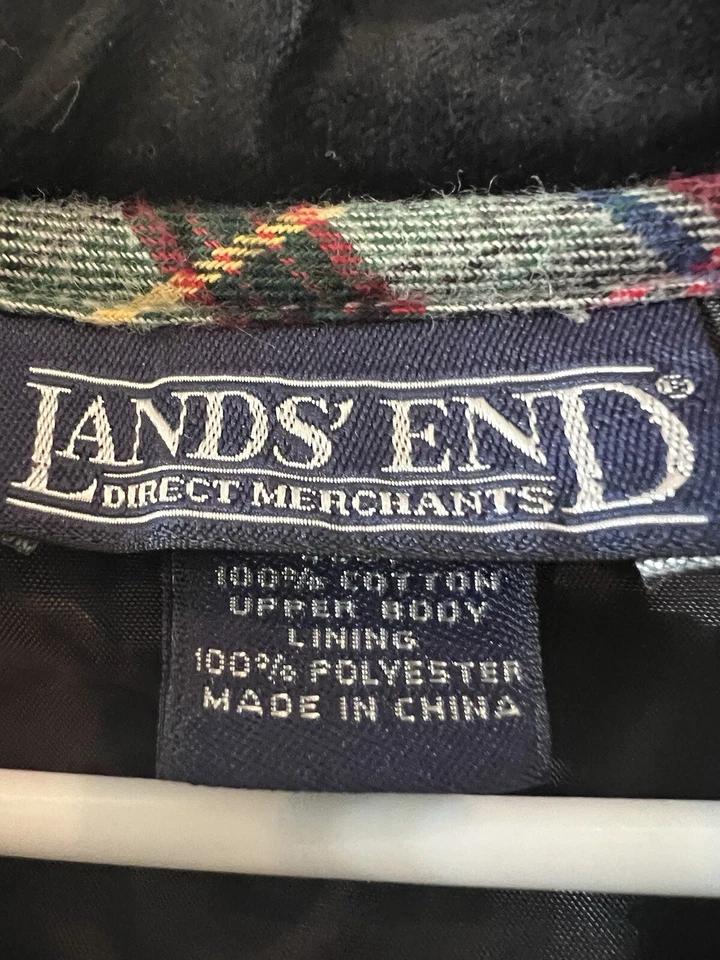 LANDS' END®
DIRECT MERCHANTS
100% COTTON
UPPER BODY
LINING
100% POLYESTER
MADE IN CHINA